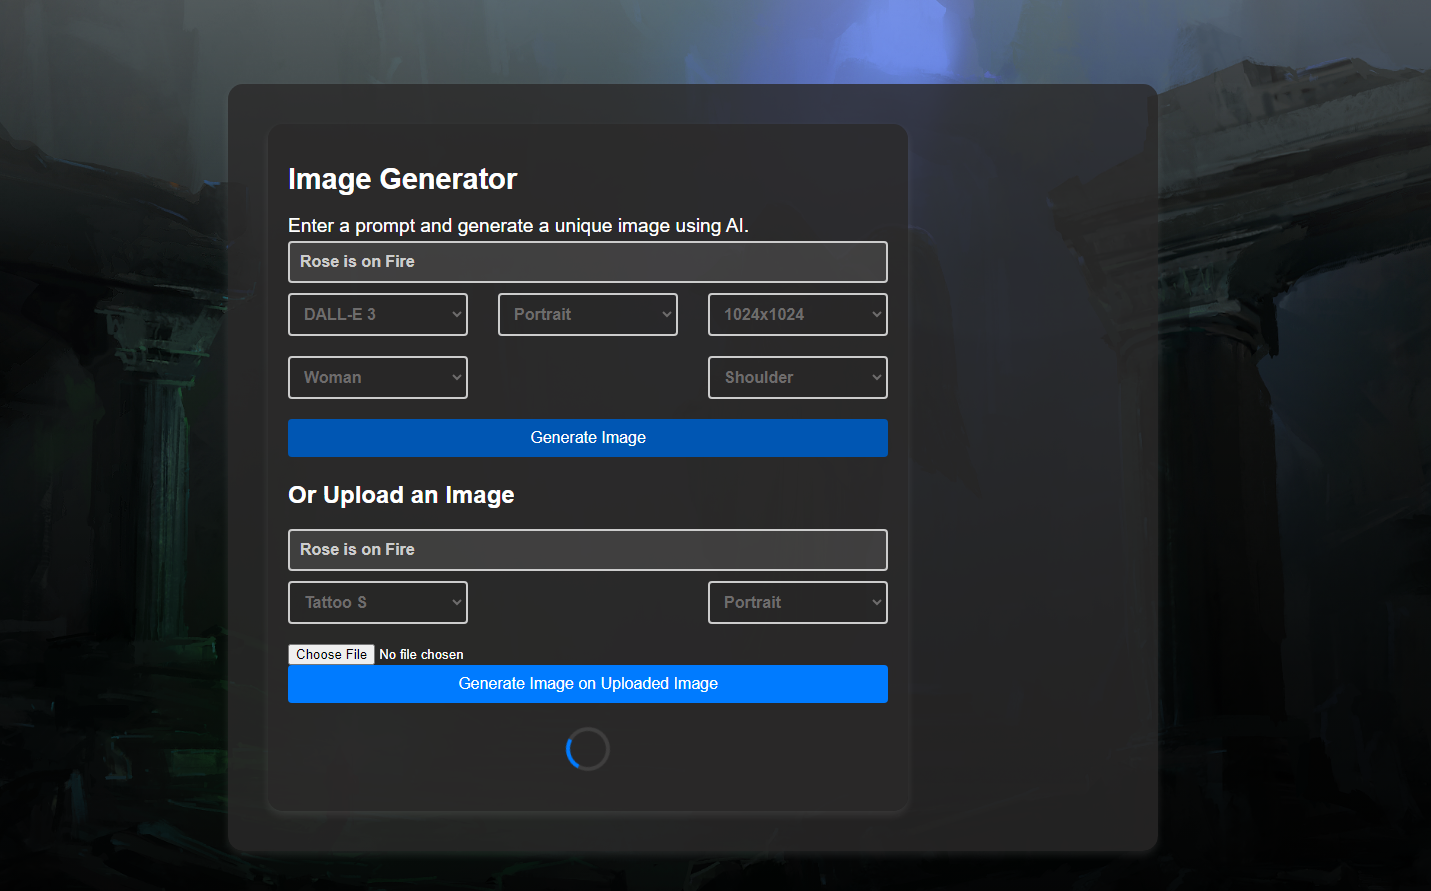 Image Generator
Enter a prompt and generate a unique image using AI.
Rose is on Fire
DALL-E 3 Portrait 1024x1024
Woman Shoulder
Generate Image
Or Upload an Image
Rose is on Fire
Tattoo S Portrait
Choose File No file chosen
Generate Image on Uploaded Image